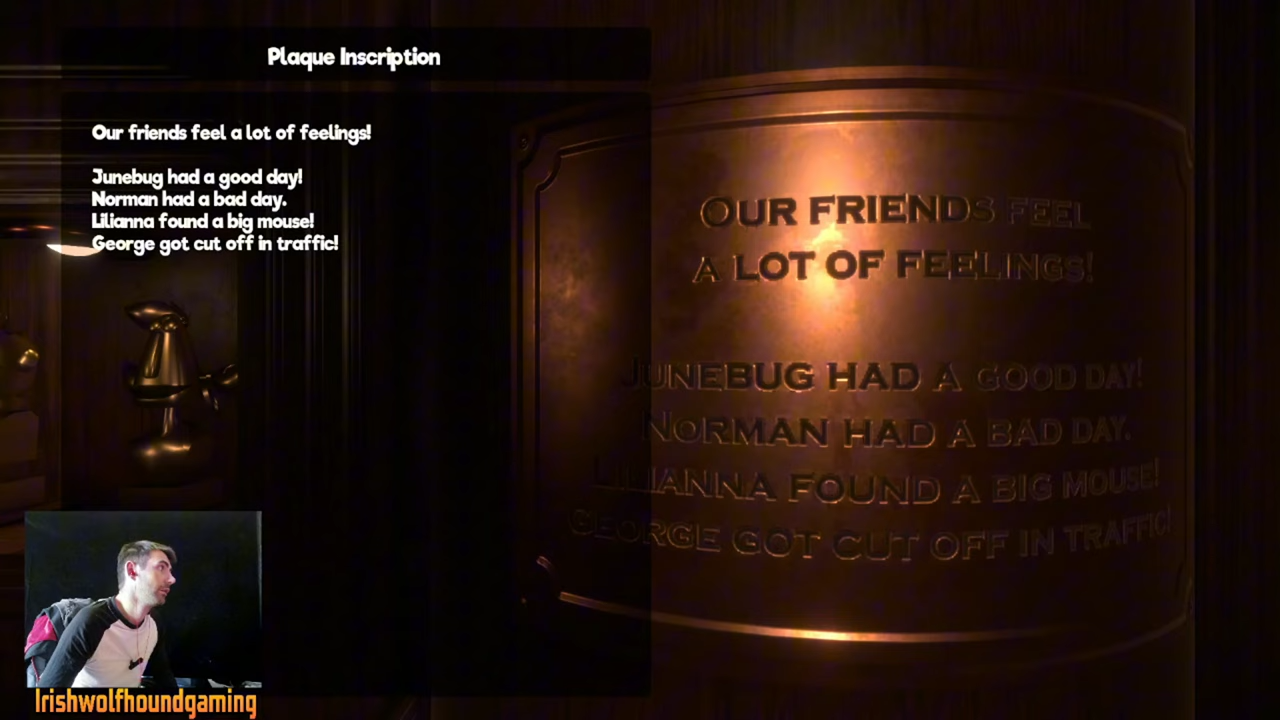 Plaque Inscription
Our friends feel a lot of feelings!
Junebug had a good day!
Norman had a bad day.
Lilianna found a big mouse!
George got cut off in traffic!
OUR FRIENDS FEEL
A LOT OF FEELINGS!
JUNEBUG HAD A GOOD DAY!
NORMAN HAD A BAD DAY.
LILIANNA FOUND A BIG MOUSE!
GEORGE GOT CUT OFF IN TRAFFIC!
Irishwolfhoundgaming